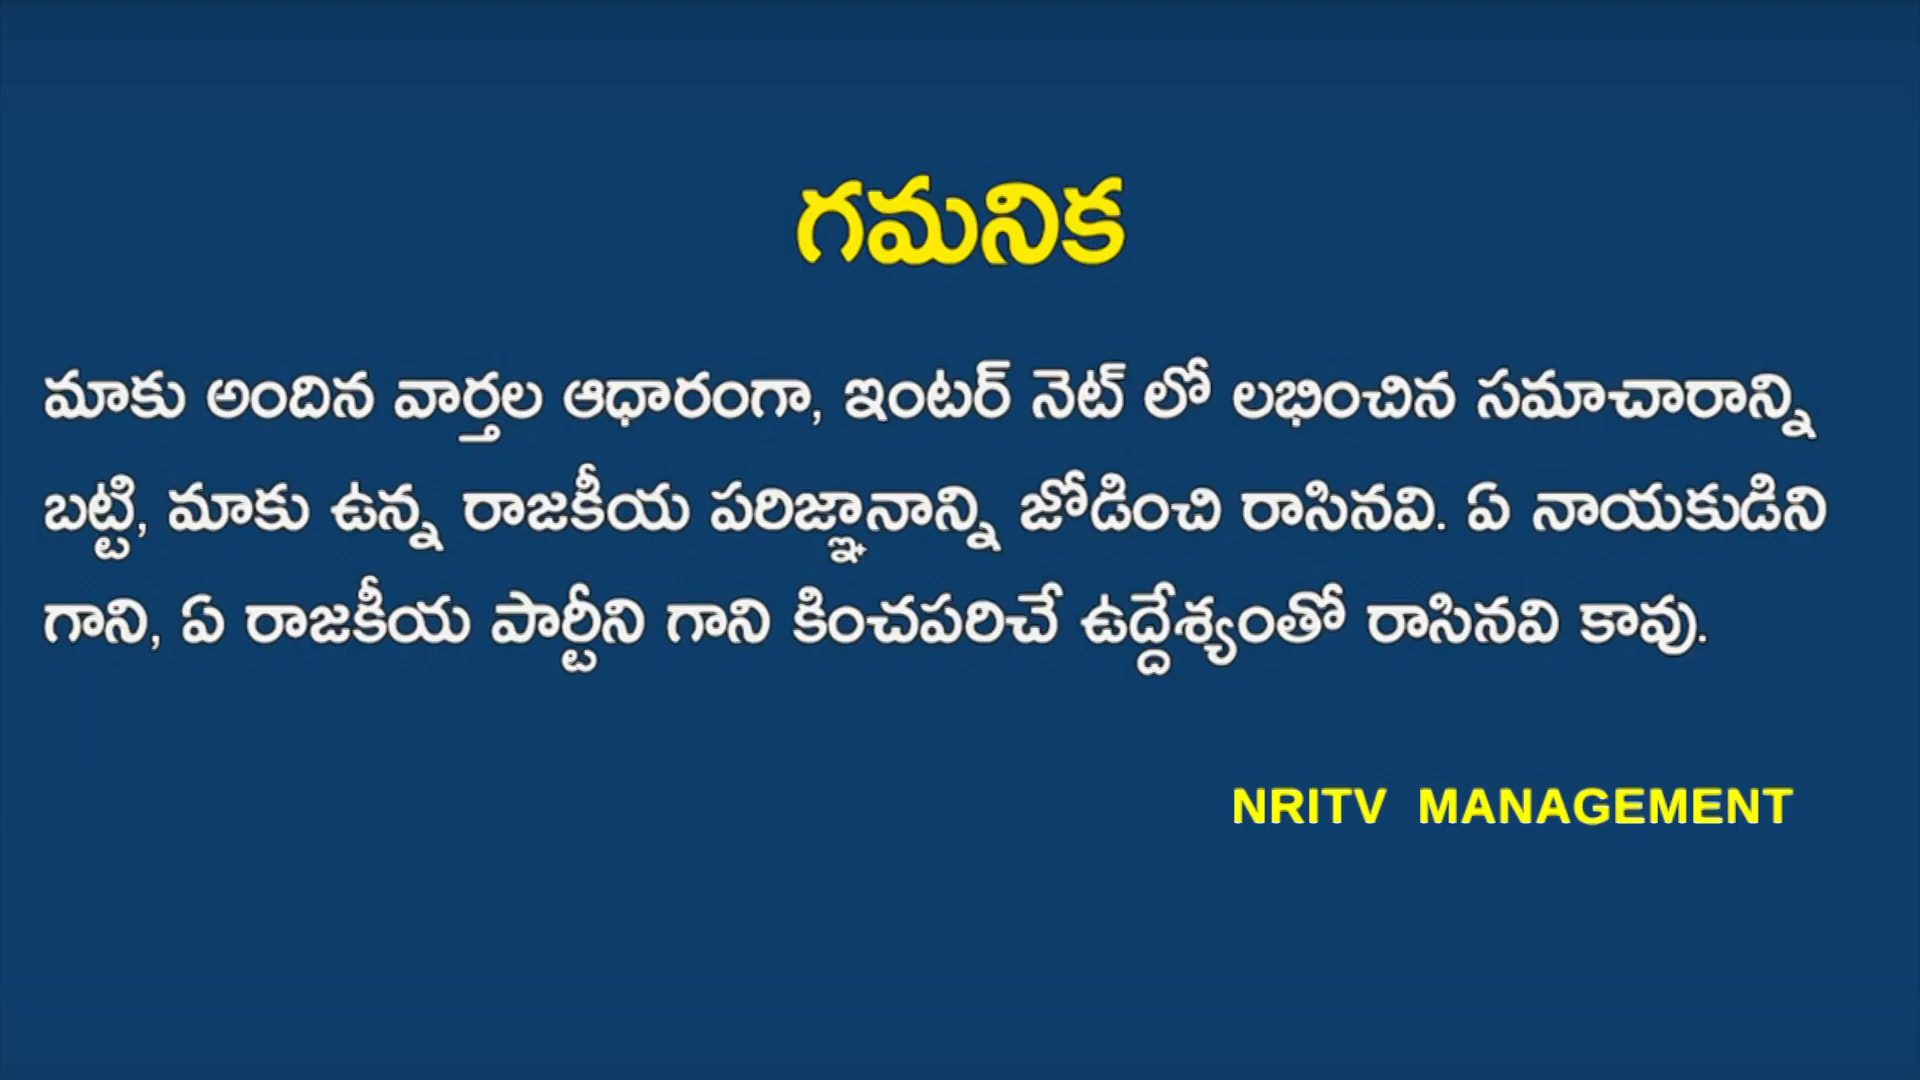 గమనిక
మాకు అందిన వార్తల ఆధారంగా, ఇంటర్ నెట్ లో లభించిన సమాచారాన్ని
బట్టి, మాకు ఉన్న రాజకీయ పరిజ్ఞానాన్ని జోడించి రాసినవి. ఏ నాయకుడిని
గాని, ఏ రాజకీయ పార్టీని గాని కించపరిచే ఉద్దేశ్యంతో రాసినవి కావు.
NRITV MANAGEMENT